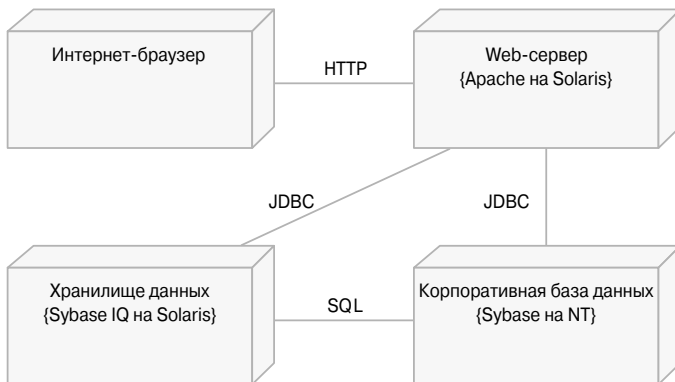 Интернет-браузер
HTTP
Web-сервер
{Apache на Solaris}
JDBC
JDBC
Хранилище данных
{Sybase IQ на Solaris}
SQL
Корпоративная база данных
{Sybase на NT}